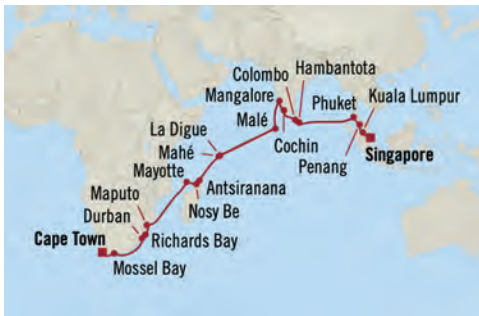 Colombo
Hambantota
Mangalore
Phuket
Kuala Lumpur
La Digue
Malé
Cochin
Penang
Singapore
Mahé
Mayotte
Antsiranana
Nosy Be
Maputo
Durban
Richards Bay
Cape Town
Mossel Bay